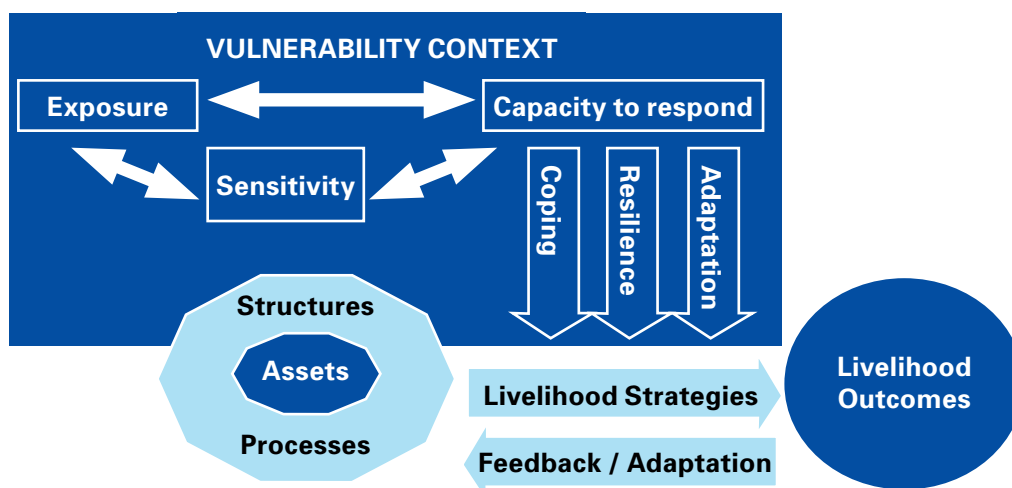 VULNERABILITY CONTEXT
Exposure
Capacity to respond
Sensitivity
Coping
Resilience
Adaptation
Structures
Assets
Processes
Livelihood Strategies
Feedback / Adaptation
Livelihood
Outcomes